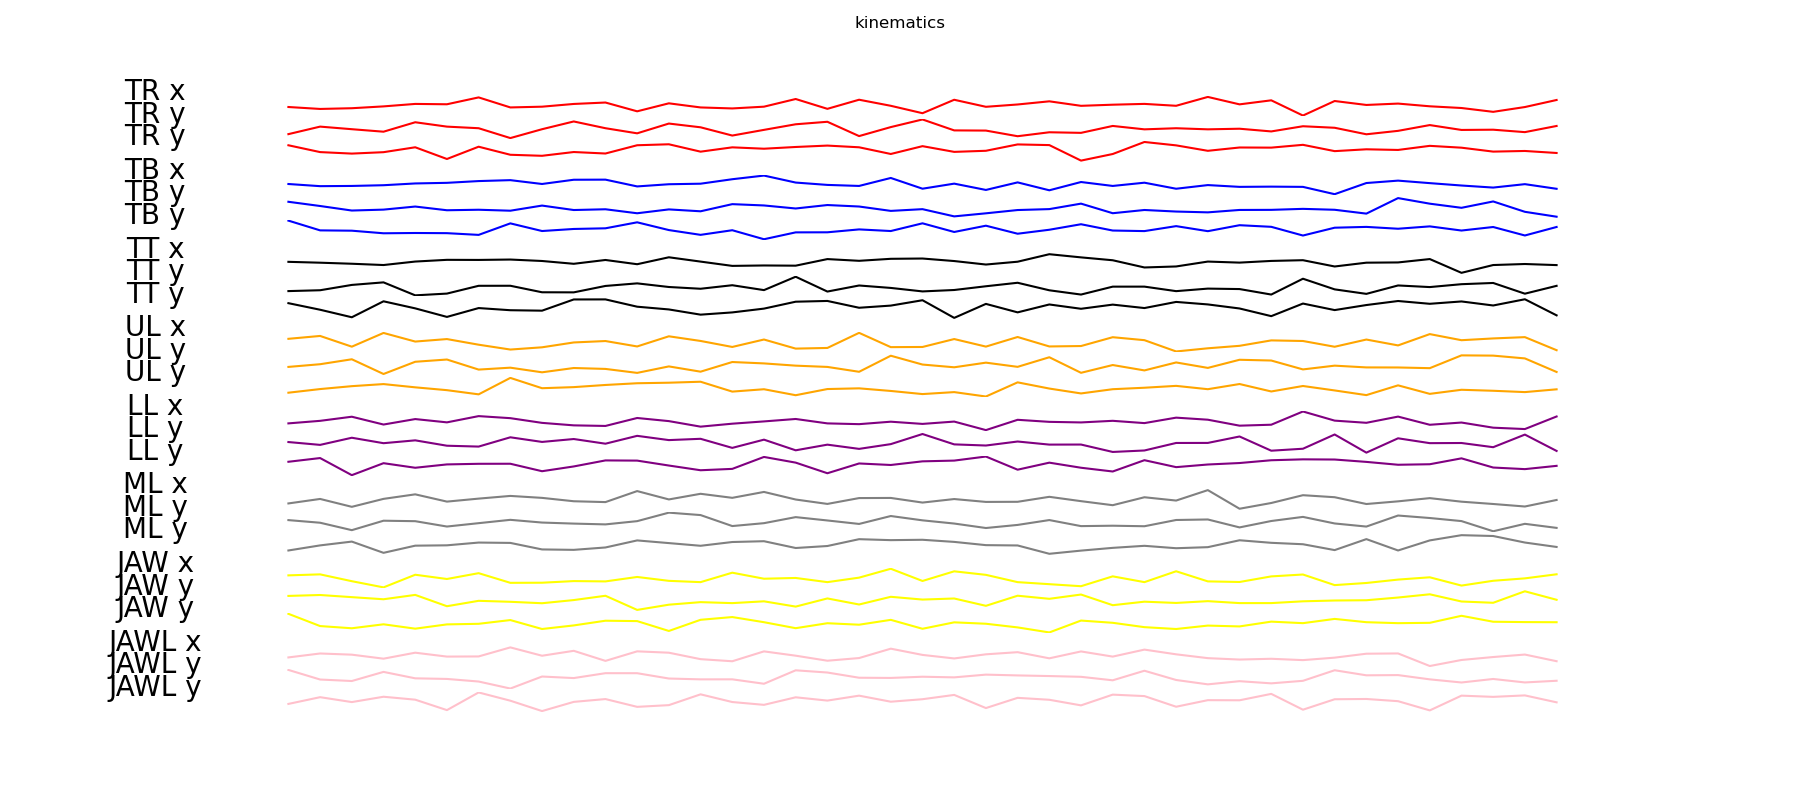 kinematics
TR x
TR y
TR y
TB x
TB y
TB y
TT x
TT y
TT y
UL x
UL y
UL y
LL x
LL y
LL y
ML x
ML y
ML y
JAW x
JAW y
JAW y
JAWL x
JAWL y
JAWL y